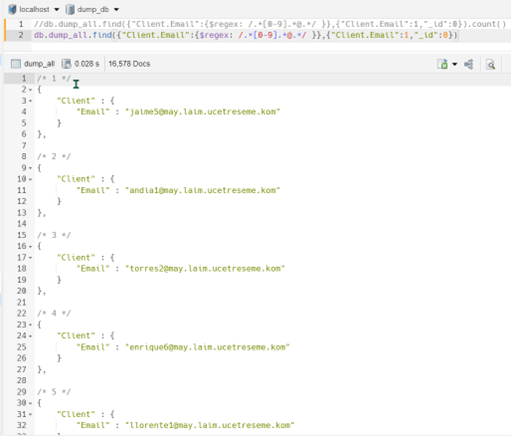 localhost dump_db
1 //db.dump_all.find({"Client.Email":{$regex: /.*[0-9].*@.*/ }},{"Client.Email":1,"_id":0}).count()
2 db.dump_all.find({"Client.Email":{$regex: /.*[0-9].*@.*/ }},{"Client.Email":1,"_id":0})
dump_all 0.028 s 16,578 Docs
1 /* 1 */
2 {
3 "Client" : {
4 "Email" : "jaime5@may.laim.ucetreseme.kom"
5 }
6 },
7
8 /* 2 */
9 {
10 "Client" : {
11 "Email" : "andia1@may.laim.ucetreseme.kom"
12 }
13 },
14
15 /* 3 */
16 {
17 "Client" : {
18 "Email" : "torres2@may.laim.ucetreseme.kom"
19 }
20 },
21
22 /* 4 */
23 {
24 "Client" : {
25 "Email" : "enrique6@may.laim.ucetreseme.kom"
26 }
27 },
28
29 /* 5 */
30 {
31 "Client" : {
32 "Email" : "llorente1@may.laim.ucetreseme.kom"